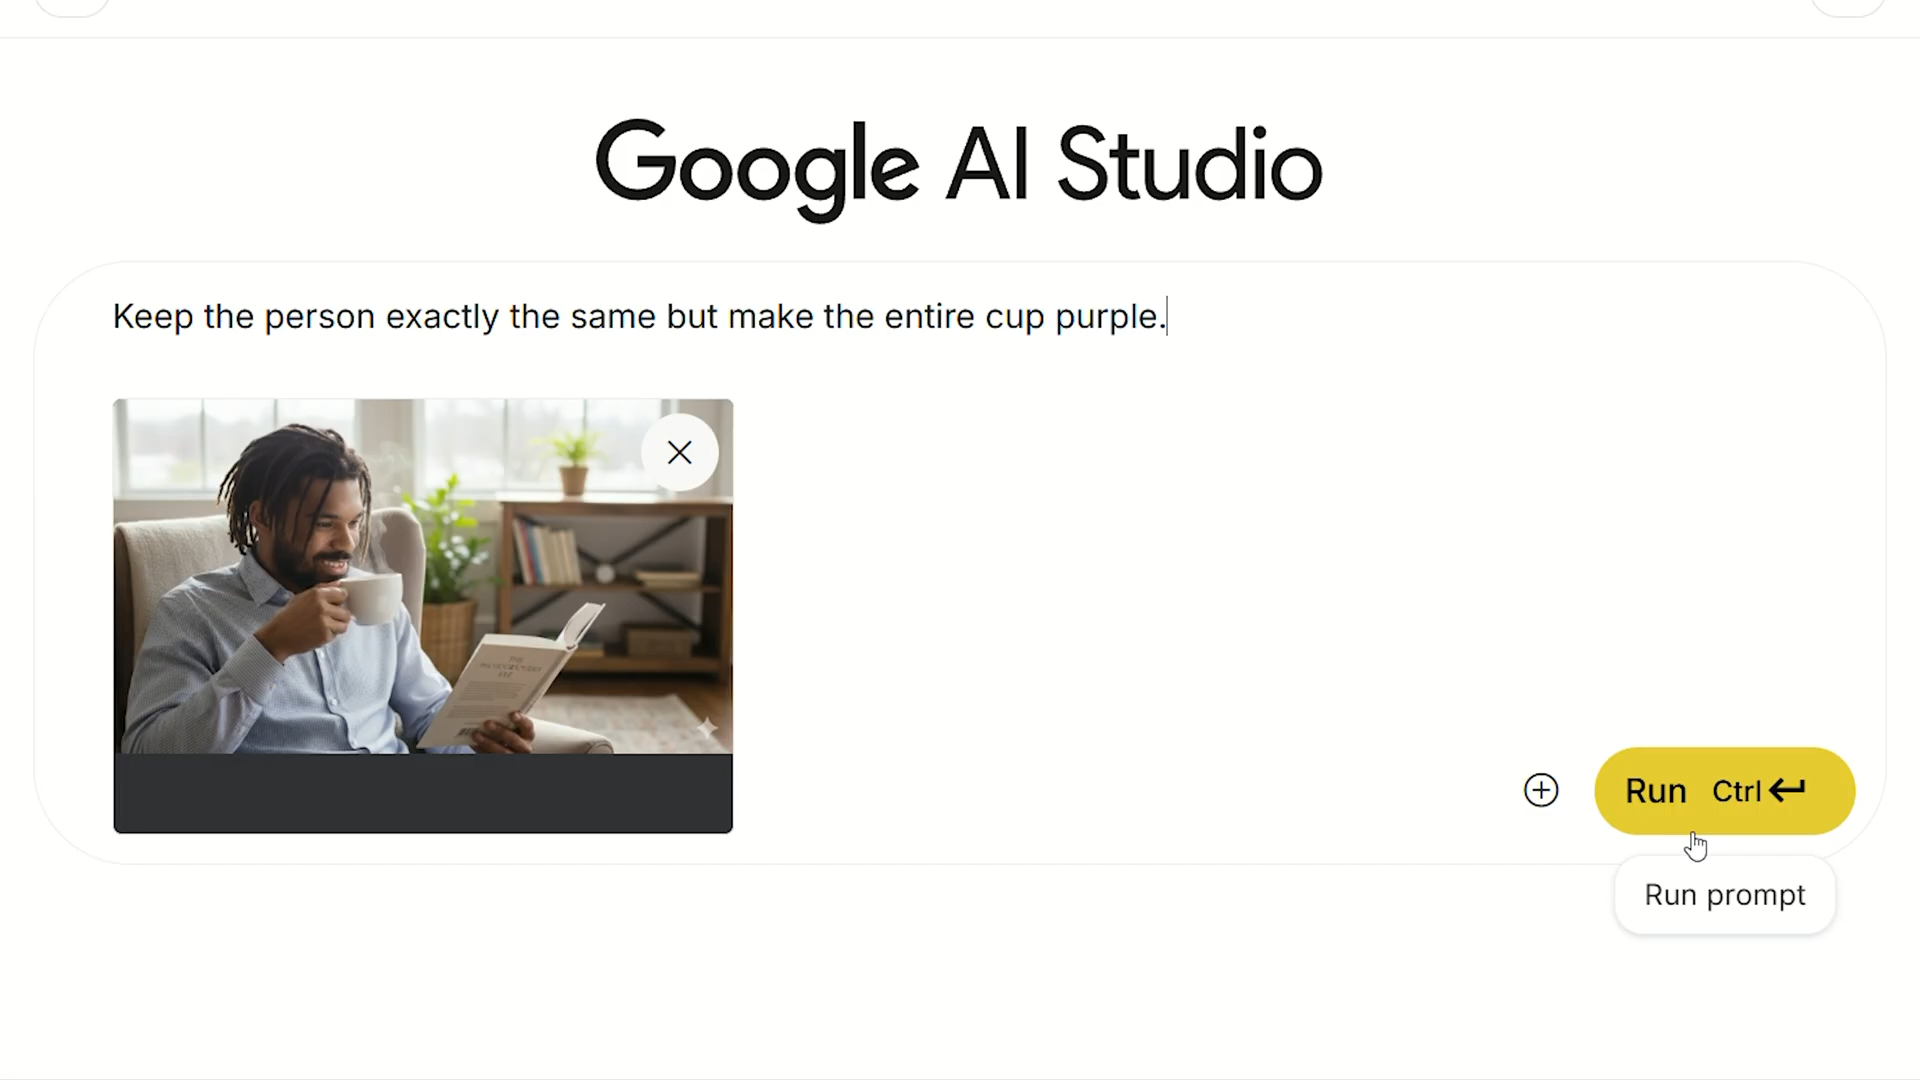 Google AI Studio
Keep the person exactly the same but make the entire cup purple.
THE
Run Ctrl
Run prompt